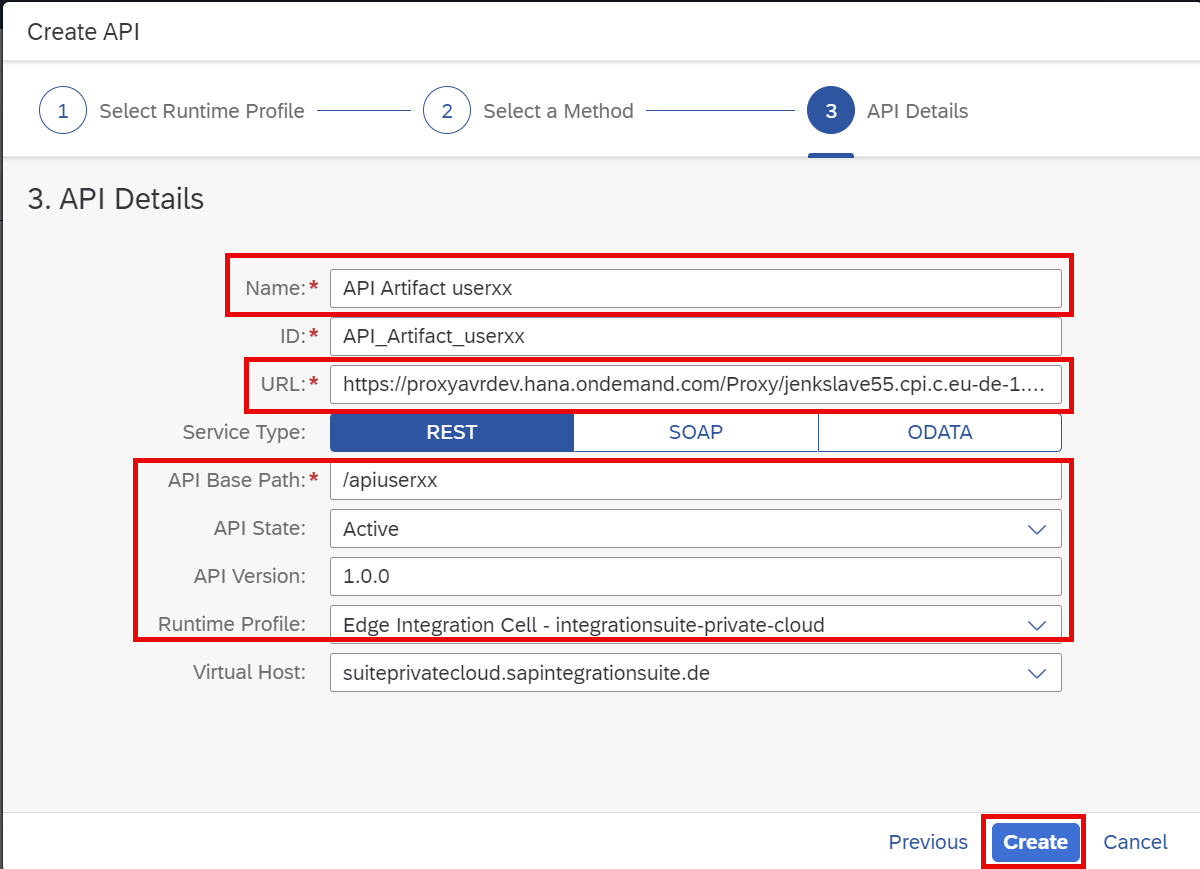 Create API
1 Select Runtime Profile 2 Select a Method 3 API Details
3. API Details
Name:* API Artifact userxx
ID:* API_Artifact_userxx
URL:* https://proxyavrdev.hana.ondemand.com/Proxy/jenkslave55.cpi.c.eu-de-1....
Service Type: REST SOAP ODATA
API Base Path:* /apiuserxx
API State: Active
API Version: 1.0.0
Runtime Profile: Edge Integration Cell - integrationsuite-private-cloud
Virtual Host: suiteprivatecloud.sapintegrationsuite.de
Previous Create Cancel